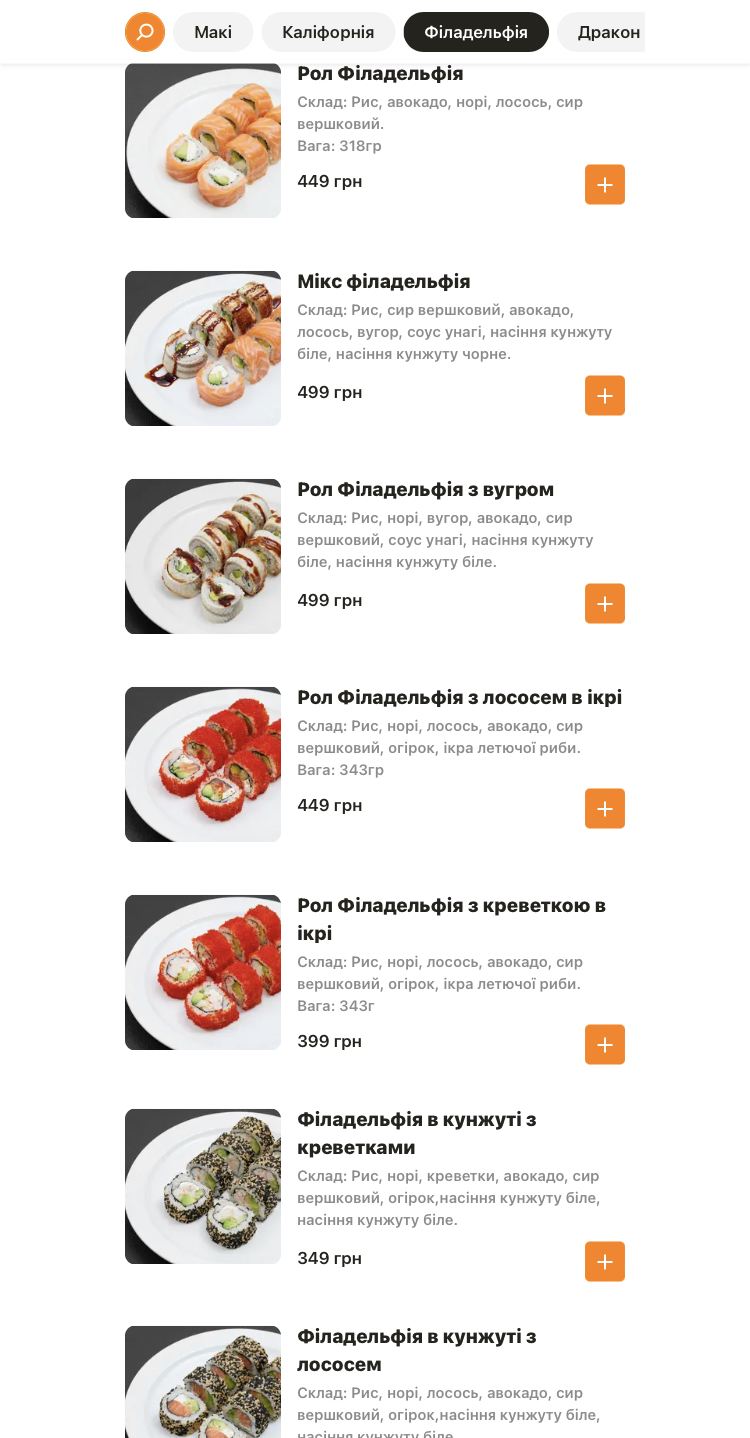 Макі
Каліфорнія
Філадельфія
Дракон
Рол Філадельфія
Склад: Рис, авокадо, норі, лосось, сир
вершковий.
Вага: 318гр
449 грн
Мікс філадельфія
Склад: Рис, сир вершковий, авокадо,
лосось, вугор, соус унагі, насіння кунжуту
біле, насіння кунжуту чорне.
499 грн
Рол Філадельфія з вугром
Склад: Рис, норі, вугор, авокадо, сир
вершковий, соус унагі, насіння кунжуту
біле, насіння кунжуту біле.
499 грн
Рол Філадельфія з лососем в ікрі
Склад: Рис, норі, лосось, авокадо, сир
вершковий, огірок, ікра летючої риби.
Вага: 343гр
449 грн
Рол Філадельфія з креветкою в
ікрі
Склад: Рис, норі, лосось, авокадо, сир
вершковий, огірок, ікра летючої риби.
Вага: 343г
399 грн
Філадельфія в кунжуті з
креветками
Склад: Рис, норі, креветки, авокадо, сир
вершковий, огірок,насіння кунжуту біле,
насіння кунжуту біле.
349 грн
Філадельфія в кунжуті з
лососем
Склад: Рис, норі, лосось, авокадо, сир
вершковий, огірок,насіння кунжуту біле,
насіння кунжуту біле